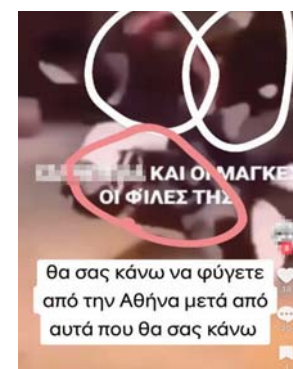 ΚΑΙ ΟΙ ΜΑΓΚΕΣ
ΟΙ ΦΙΛΕΣ ΤΗΣ
θα σας κάνω να φύγετε
από την Αθήνα μετά από
αυτά που θα σας κάνω